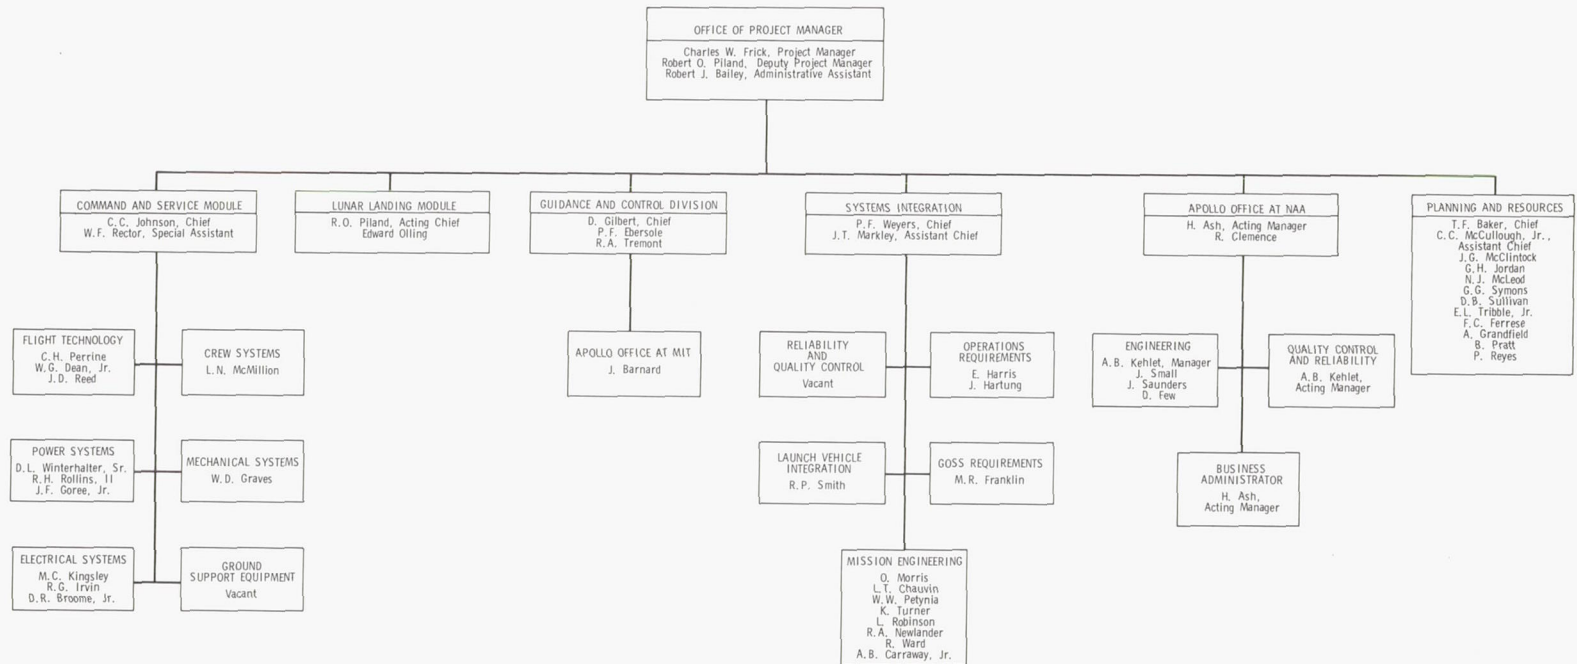 OFFICE OF PROJECT MANAGER
Charles W. Frick, Project Manager
Robert O. Piland, Deputy Project Manager
Robert J. Bailey, Administrative Assistant
COMMAND AND SERVICE MODULE
C.C. Johnson, Chief
W.F. Rector, Special Assistant
LUNAR LANDING MODULE
R.O. Piland, Acting Chief
Edward Olling
GUIDANCE AND CONTROL DIVISION
D. Gilbert, Chief
P.F. Ebersole
R.A. Tremont
SYSTEMS INTEGRATION
P.F. Weyers, Chief
J.T. Markley, Assistant Chief
APOLLO OFFICE AT NAA
H. Ash, Acting Manager
R. Clemence
PLANNING AND RESOURCES
T.F. Baker, Chief
C.C. McCullough, Jr.,
Assistant Chief
J.G. McClintock
G.H. Jordan
N.J. McLeod
G.G. Symons
D.B. Sullivan
E.L. Tribble, Jr.
F.C. Ferrese
A. Grandfield
B. Pratt
P. Reyes
FLIGHT TECHNOLOGY
C.H. Perrine
W.G. Dean, Jr.
J.D. Reed
CREW SYSTEMS
L.N. McMillion
APOLLO OFFICE AT MIT
J. Barnard
RELIABILITY
AND
QUALITY CONTROL
Vacant
OPERATIONS
REQUIREMENTS
E. Harris
J. Hartung
ENGINEERING
A.B. Kehlet, Manager
J. Small
J. Saunders
D. Few
QUALITY CONTROL
AND RELIABILITY
A.B. Kehlet,
Acting Manager
POWER SYSTEMS
D.L. Winterhalter, Sr.
R.H. Rollins, II
J.F. Goree, Jr.
MECHANICAL SYSTEMS
W.D. Graves
LAUNCH VEHICLE
INTEGRATION
R.P. Smith
GOSS REQUIREMENTS
M.R. Franklin
BUSINESS
ADMINISTRATOR
H. Ash,
Acting Manager
ELECTRICAL SYSTEMS
M.C. Kingsley
R.G. Irvin
D.R. Broome, Jr.
GROUND
SUPPORT EQUIPMENT
Vacant
MISSION ENGINEERING
O. Morris
L.T. Chauvin
W.W. Petynia
K. Turner
L. Robinson
R.A. Newlander
R. Ward
A.B. Carraway, Jr.